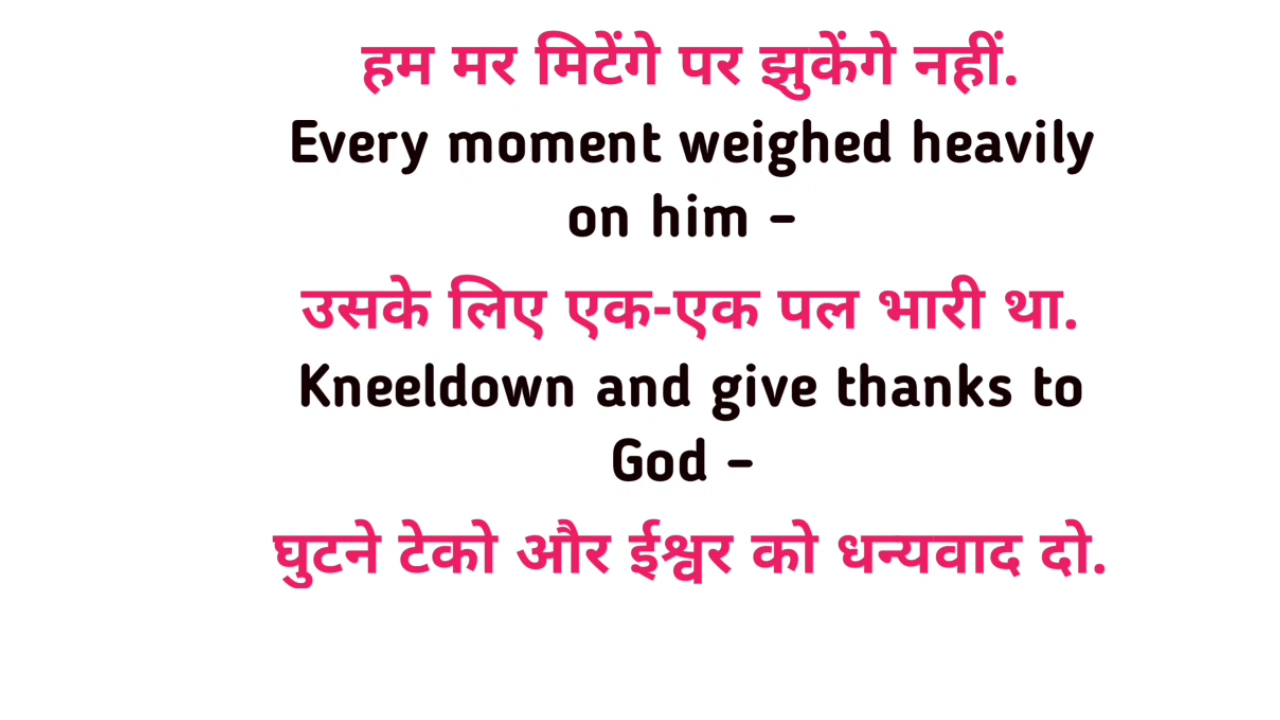 हम मर मिटेंगे पर झुकेंगे नहीं.
Every moment weighed heavily
on him –
उसके लिए एक-एक पल भारी था.
Kneeldown and give thanks to
God –
घुटने टेको और ईश्वर को धन्यवाद दो.